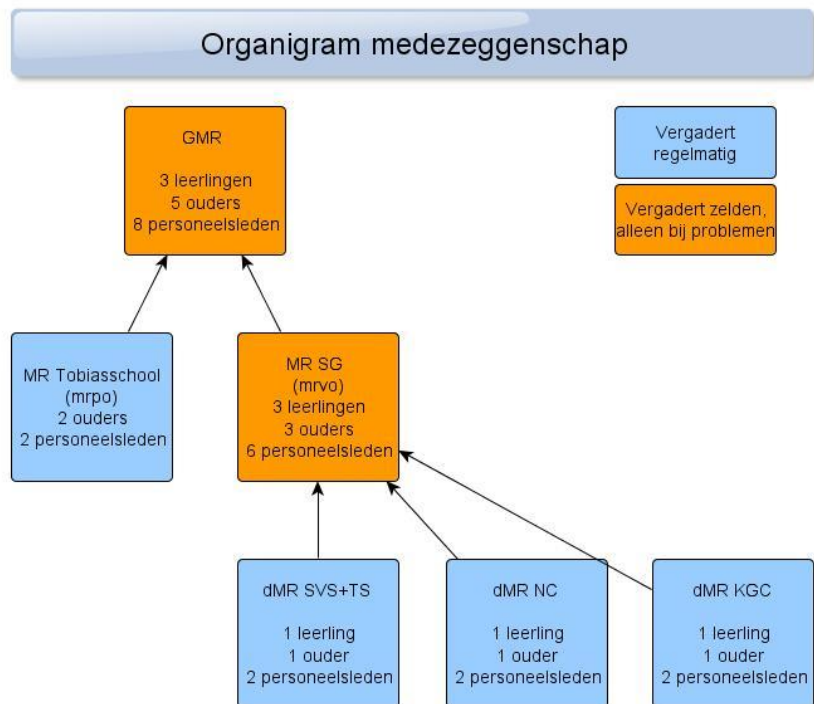 Organigram medezeggenschap
GMR
3 leerlingen
5 ouders
8 personeelsleden
Vergadert
regelmatig
Vergadert zelden,
alleen bij problemen
MR Tobiasschool
(mrpo)
2 ouders
2 personeelsleden
MR SG
(mrvo)
3 leerlingen
3 ouders
6 personeelsleden
dMR SVS+TS
1 leerling
1 ouder
2 personeelsleden
dMR NC
1 leerling
1 ouder
2 personeelsleden
dMR KGC
1 leerling
1 ouder
2 personeelsleden